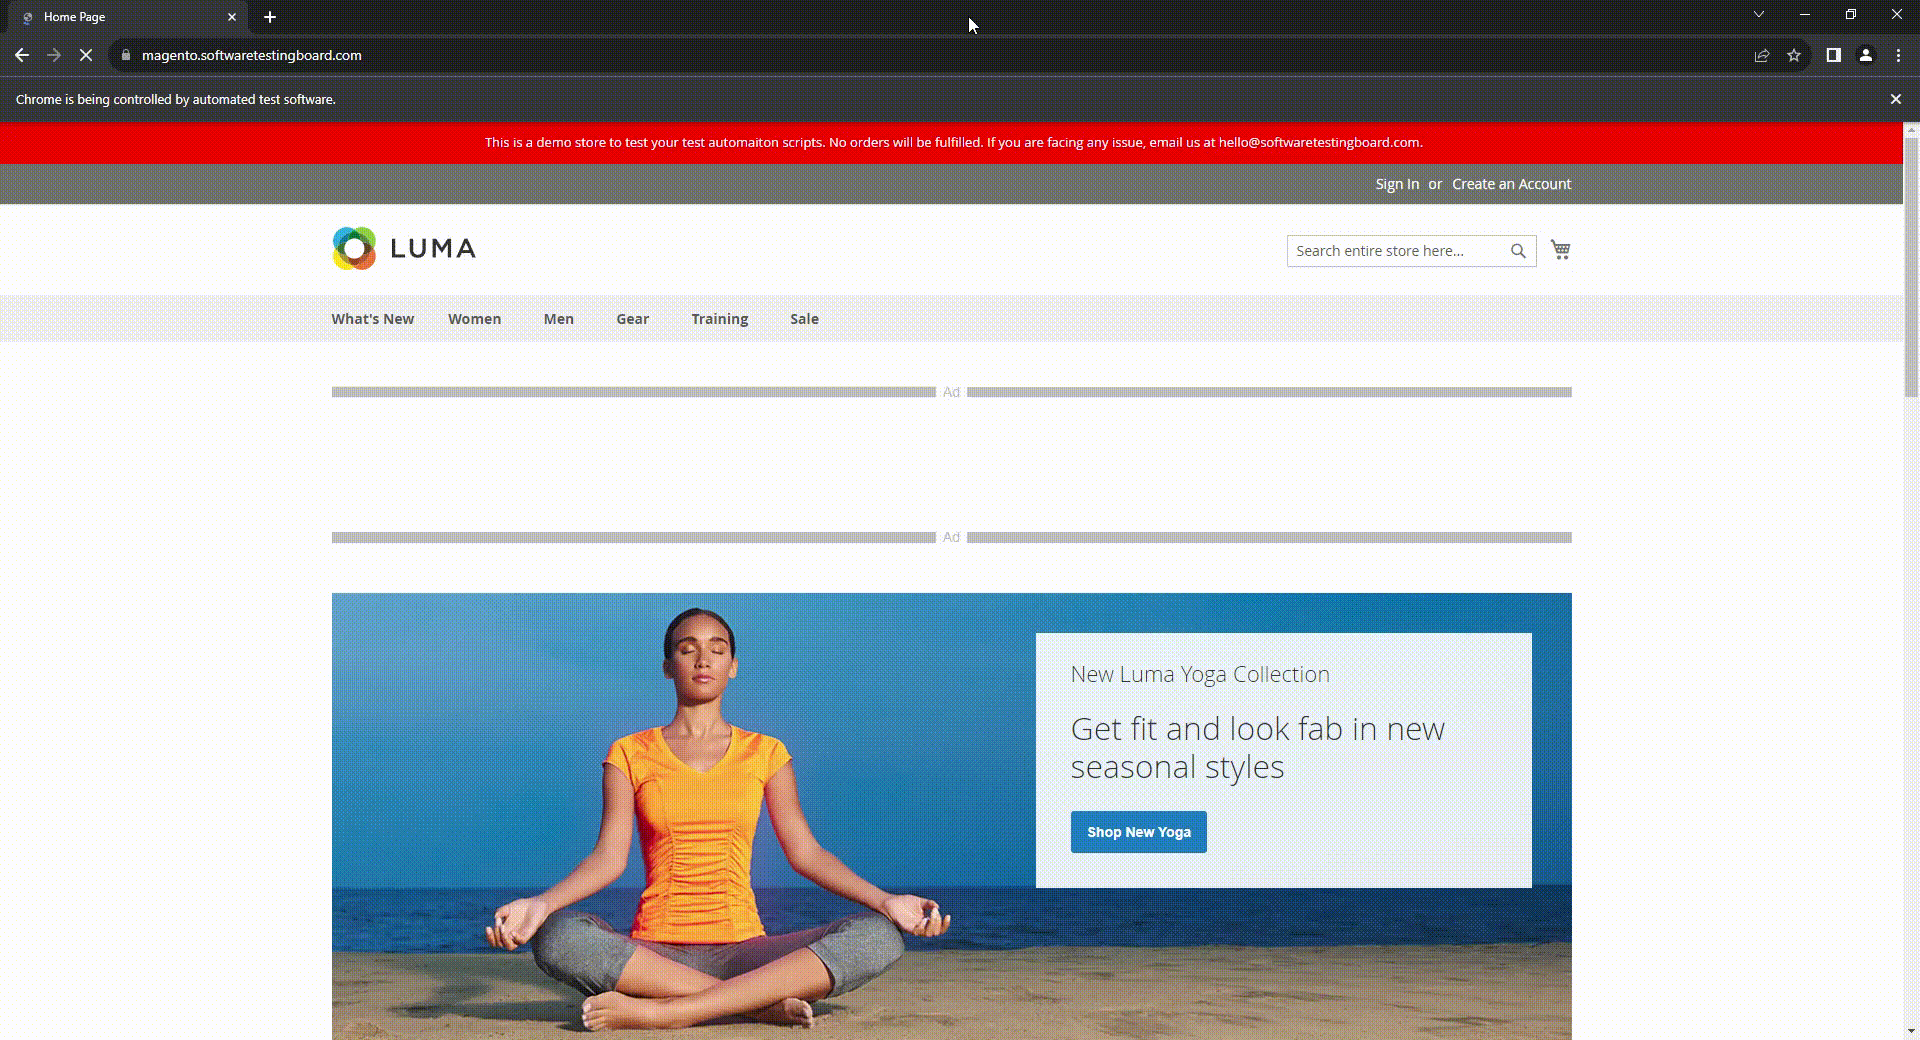 Home Page
magento.softwaretestingboard.com
Chrome is being controlled by automated test software.
This is a demo store to test your test automaiton scripts. No orders will be fulfilled. If you are facing any issue, email us at hello@softwaretestingboard.com.
Sign In or Create an Account
LUMA
Search entire store here...
What's New Women Men Gear Training Sale
Ad
Ad
New Luma Yoga Collection
Get fit and look fab in new
seasonal styles
Shop New Yoga